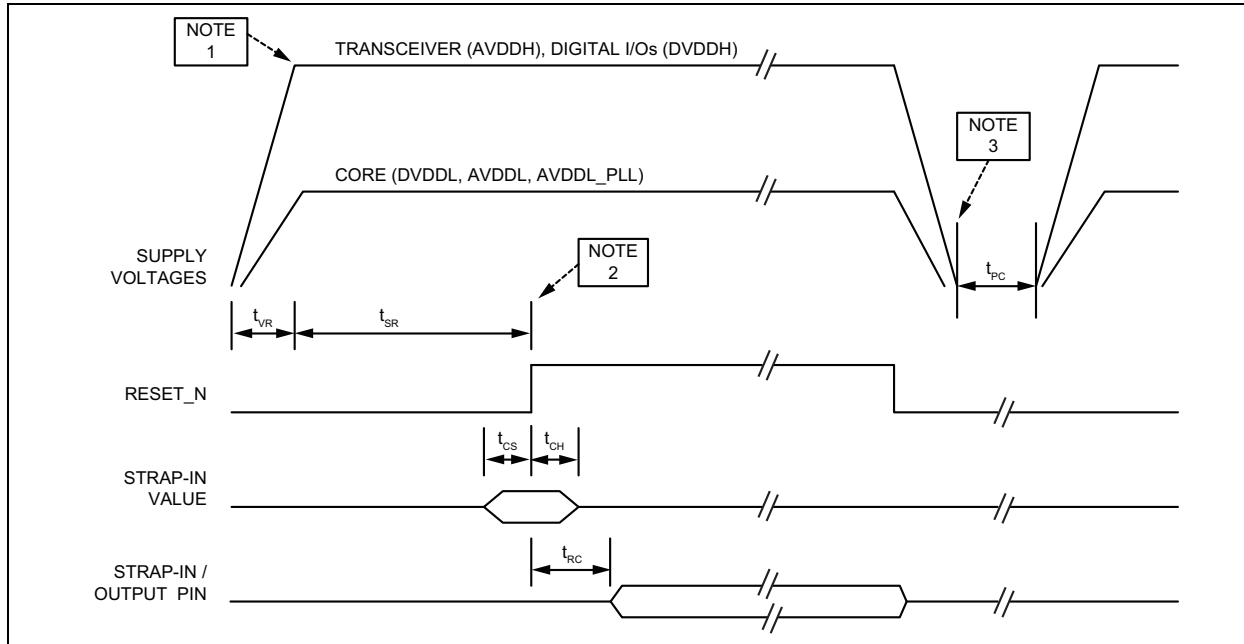 NOTE
1
TRANSCEIVER (AVDDH), DIGITAL I/Os (DVDDH)
NOTE
3
CORE (DVDDL, AVDDL, AVDDL_PLL)
SUPPLY
VOLTAGES
NOTE
2
tPC
tVR
tSR
RESET_N
tCS
tCH
STRAP-IN
VALUE
tRC
STRAP-IN /
OUTPUT PIN